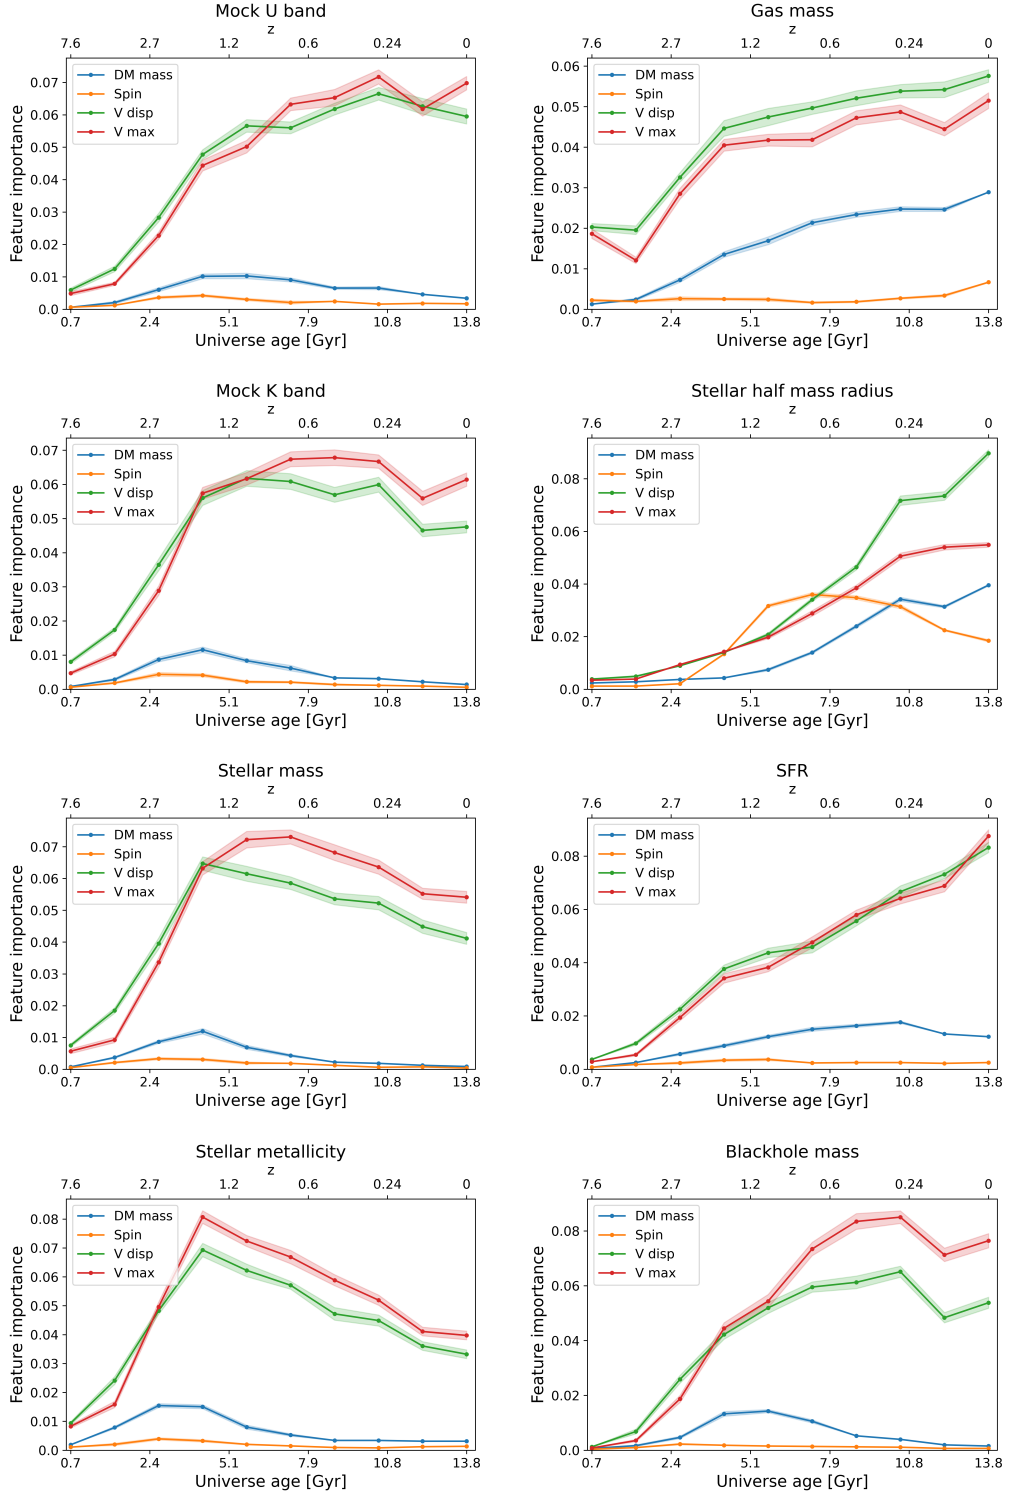 Mock U band
z
7.6 2.7 1.2 0.6 0.24 0
DM mass
Spin
V disp
V max
Feature importance
0.07
0.06
0.05
0.04
0.03
0.02
0.01
0.0
0.7 2.4 5.1 7.9 10.8 13.8
Universe age [Gyr]
Gas mass
z
7.6 2.7 1.2 0.6 0.24 0
DM mass
Spin
V disp
V max
Feature importance
0.06
0.05
0.04
0.03
0.02
0.01
0.0
0.7 2.4 5.1 7.9 10.8 13.8
Universe age [Gyr]
Mock K band
z
7.6 2.7 1.2 0.6 0.24 0
DM mass
Spin
V disp
V max
Feature importance
0.07
0.06
0.05
0.04
0.03
0.02
0.01
0.0
0.7 2.4 5.1 7.9 10.8 13.8
Universe age [Gyr]
Stellar half mass radius
z
7.6 2.7 1.2 0.6 0.24 0
DM mass
Spin
V disp
V max
Feature importance
0.08
0.06
0.04
0.02
0.0
0.7 2.4 5.1 7.9 10.8 13.8
Universe age [Gyr]
Stellar mass
z
7.6 2.7 1.2 0.6 0.24 0
DM mass
Spin
V disp
V max
Feature importance
0.07
0.06
0.05
0.04
0.03
0.02
0.01
0.0
0.7 2.4 5.1 7.9 10.8 13.8
Universe age [Gyr]
SFR
z
7.6 2.7 1.2 0.6 0.24 0
DM mass
Spin
V disp
V max
Feature importance
0.08
0.06
0.04
0.02
0.0
0.7 2.4 5.1 7.9 10.8 13.8
Universe age [Gyr]
Stellar metallicity
z
7.6 2.7 1.2 0.6 0.24 0
DM mass
Spin
V disp
V max
Feature importance
0.08
0.07
0.06
0.05
0.04
0.03
0.02
0.01
0.0
0.7 2.4 5.1 7.9 10.8 13.8
Universe age [Gyr]
Blackhole mass
z
7.6 2.7 1.2 0.6 0.24 0
DM mass
Spin
V disp
V max
Feature importance
0.08
0.06
0.04
0.02
0.0
0.7 2.4 5.1 7.9 10.8 13.8
Universe age [Gyr]